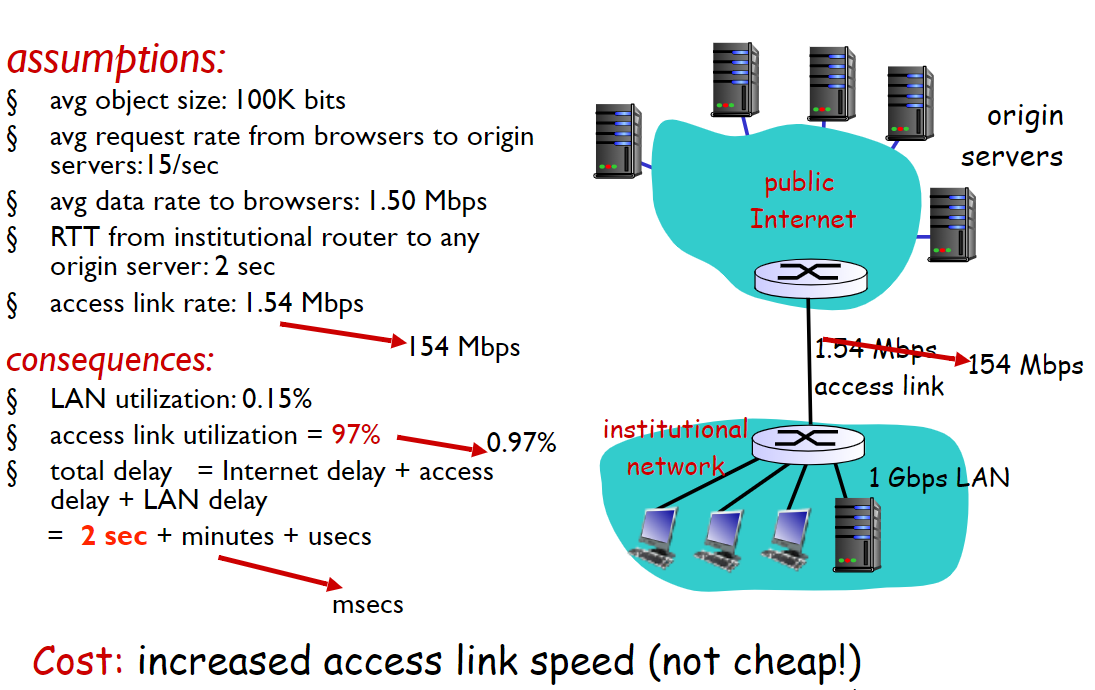 assumptions:
§ avg object size: 100K bits
§ avg request rate from browsers to origin
servers:15/sec
§ avg data rate to browsers: 1.50 Mbps
§ RTT from institutional router to any
origin server: 2 sec
§ access link rate: 1.54 Mbps
154 Mbps
consequences:
§ LAN utilization: 0.15%
§ access link utilization = 97%
0.97%
§ total delay = Internet delay + access
delay + LAN delay
= 2 sec + minutes + usecs
msecs
origin
servers
public
Internet
1.54 Mbps
access link
154 Mbps
institutional
network
1 Gbps LAN
Cost: increased access link speed (not cheap!)